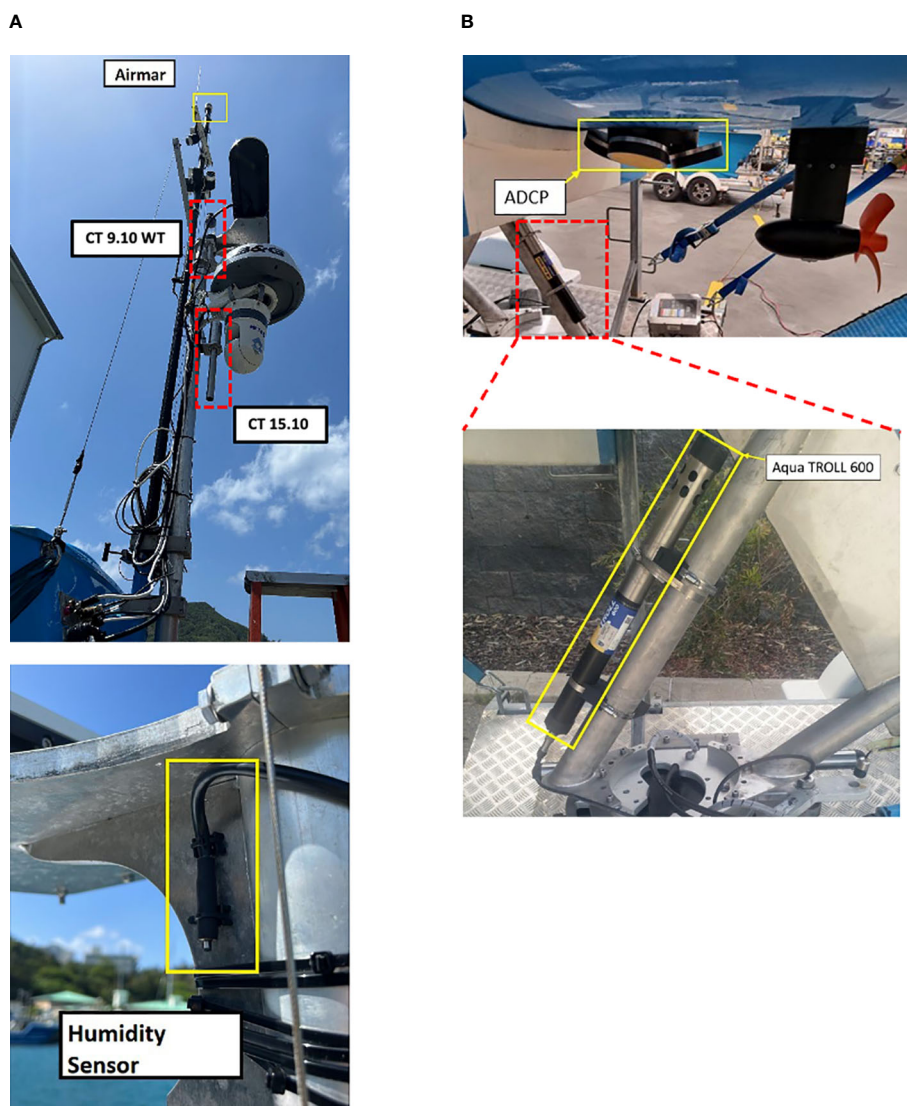 A
B
Airmar
CT 9.10 WT
CT 15.10
Humidity
Sensor
ADCP
Aqua TROLL 600